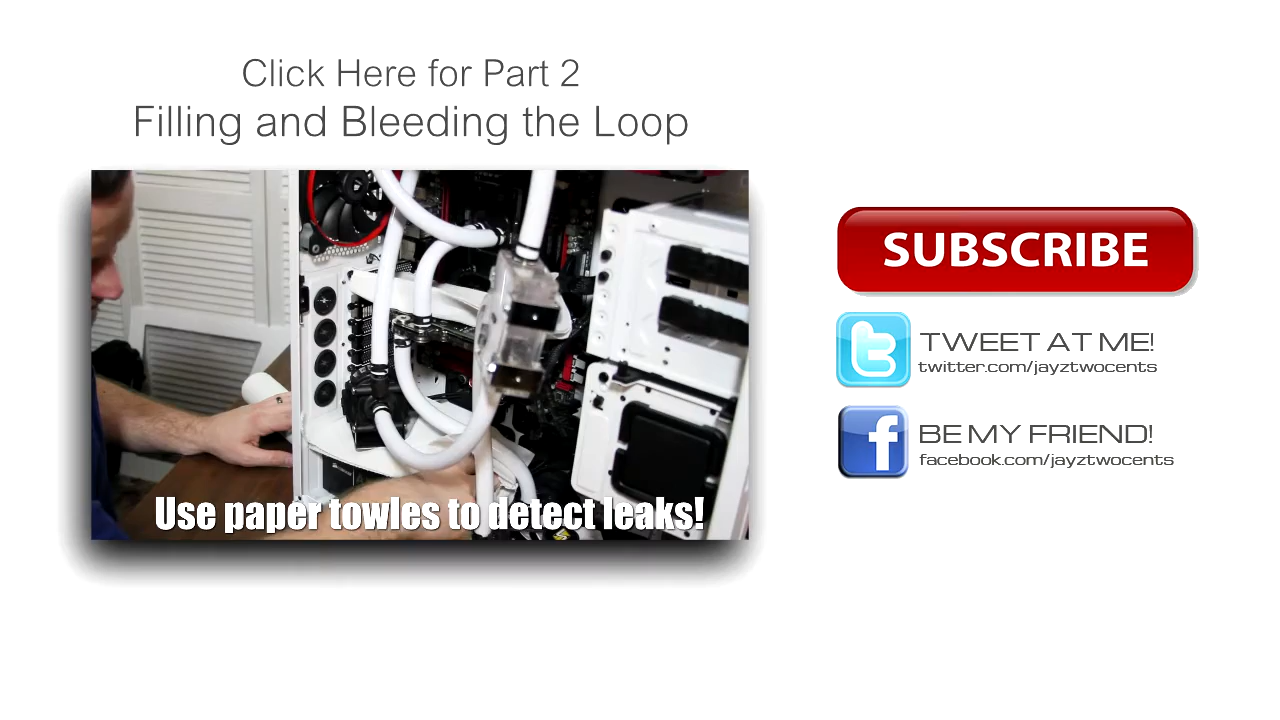 Click Here for Part 2
Filling and Bleeding the Loop
Use paper towles to detect leaks!
SUBSCRIBE
TWEET AT ME!
twitter.com/jayztwocents
BE MY FRIEND!
facebook.com/jayztwocents